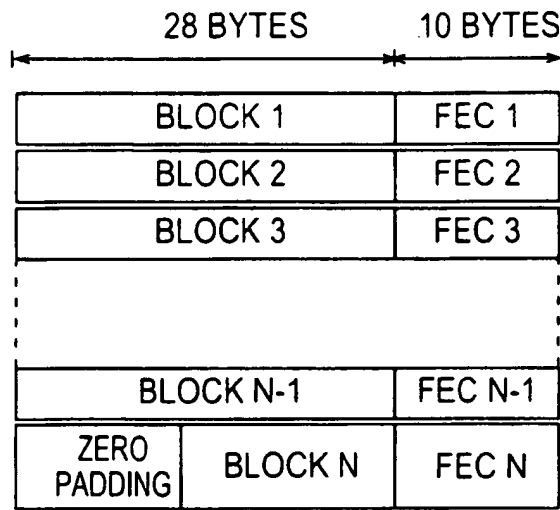 28 BYTES 10 BYTES
BLOCK 1 FEC 1
BLOCK 2 FEC 2
BLOCK 3 FEC 3
BLOCK N-1 FEC N-1
ZERO PADDING BLOCK N FEC N